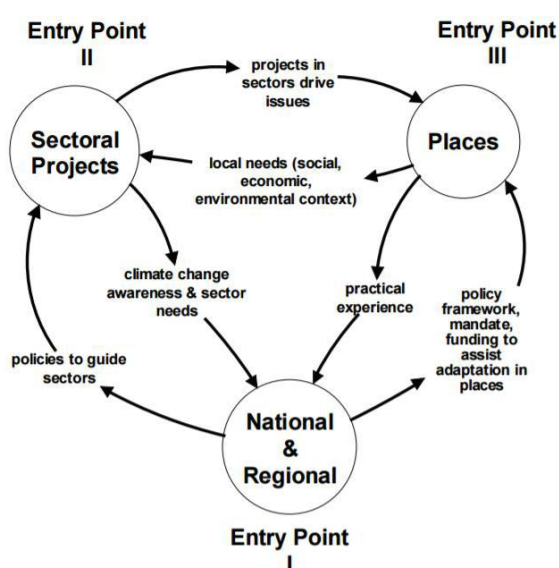 Entry Point
II
Entry Point
III
projects in
sectors drive
issues
Sectoral
Projects
Places
local needs (social,
economic,
environmental context)
climate change
awareness & sector
needs
practical
experience
policy
framework,
mandate,
funding to
assist
adaptation in
places
policies to guide
sectors
National
&
Regional
Entry Point
I